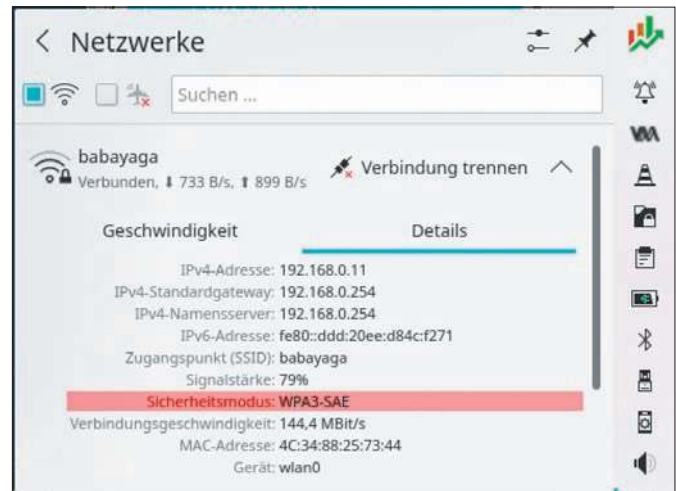 Netzwerke
Suchen ...
babayaga
Verbunden, ⬇ 733 B/s, ⬆ 899 B/s
Verbindung trennen
Geschwindigkeit Details
IPv4-Adresse: 192.168.0.11
IPv4-Standardgateway: 192.168.0.254
IPv4-Namensserver: 192.168.0.254
IPv6-Adresse: fe80::ddd:20ee:d84c:f271
Zugangspunkt (SSID): babayaga
Signalstärke: 79%
Sicherheitsmodus: WPA3-SAE
Verbindungsgeschwindigkeit: 144,4 MBit/s
MAC-Adresse: 4C:34:88:25:73:44
Gerät: wlan0